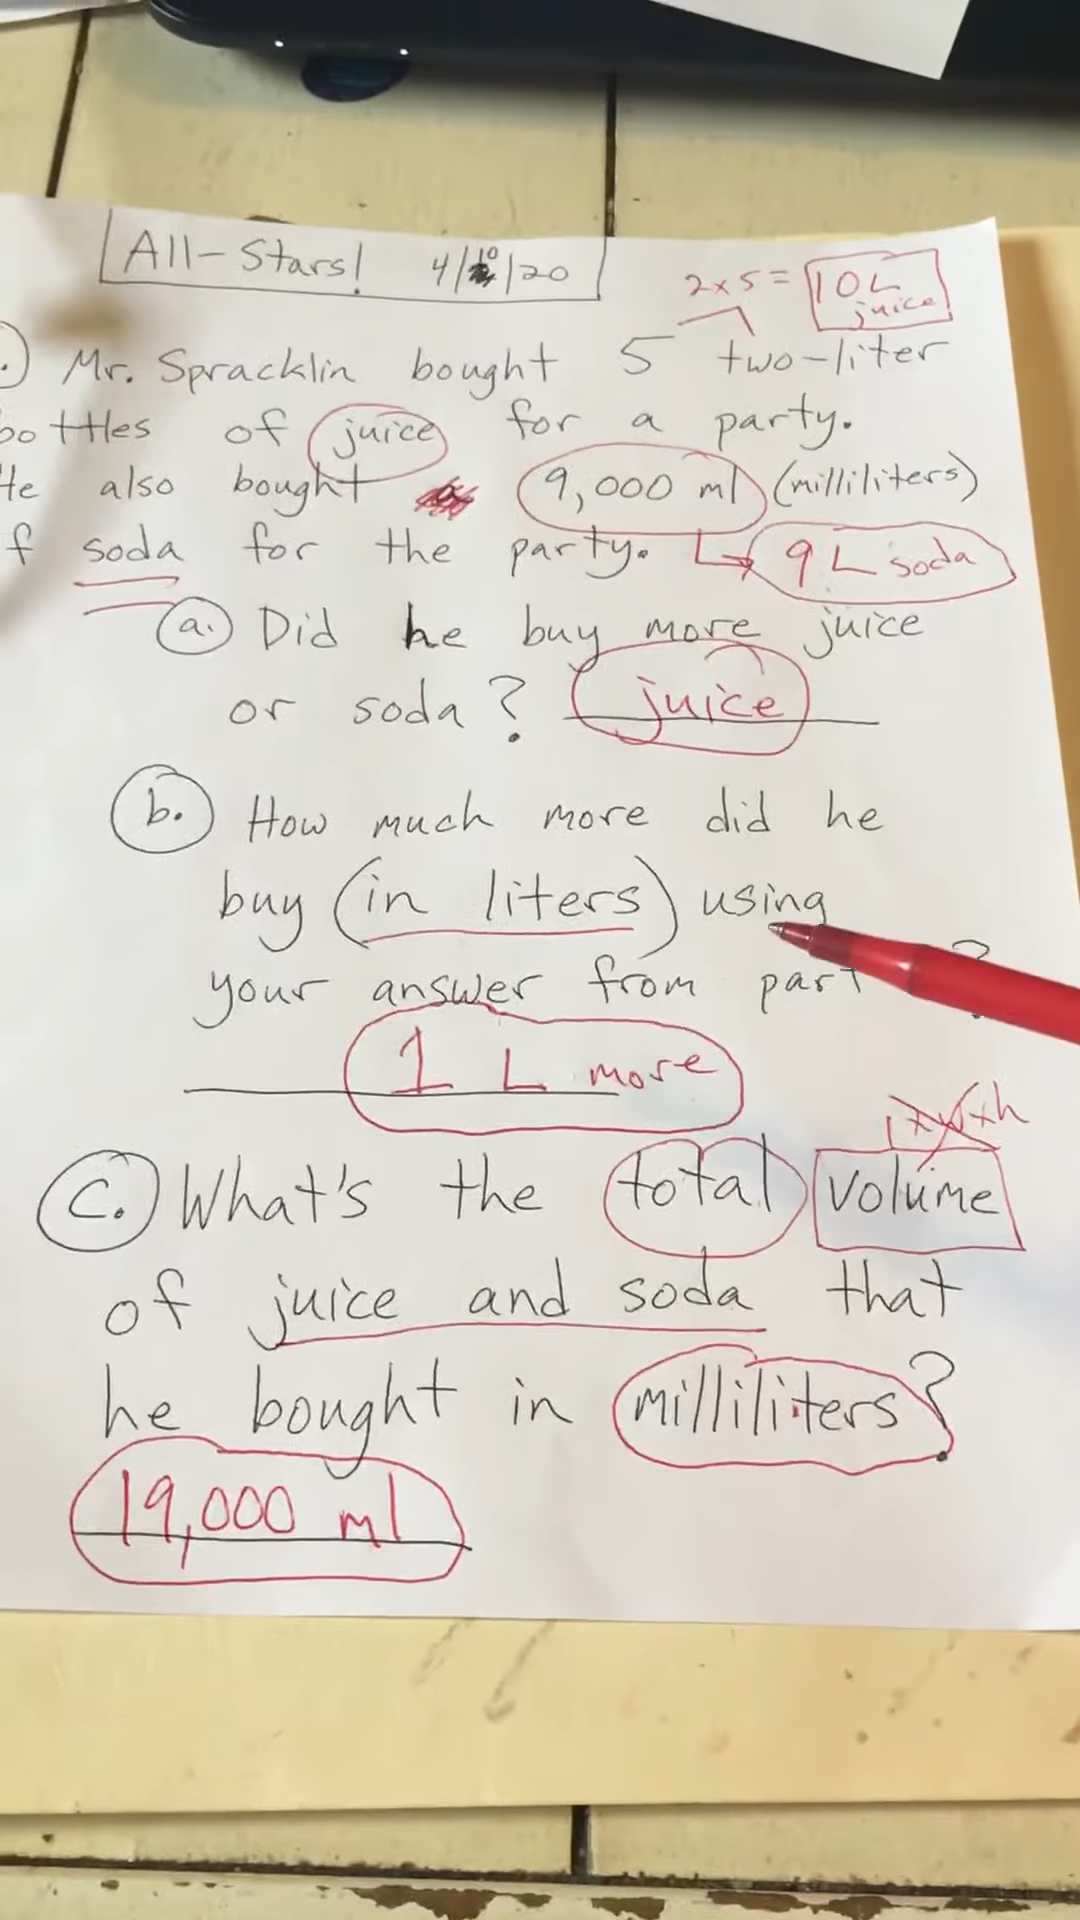 All-Stars! 4/10/20
2 x 5 = 10 L
juice
Mr. Spracklin bought 5 two-liter
bottles of juice for a party.
He also bought 9,000 ml (milliliters)
f soda for the party. 9 L soda
a. Did he buy more juice
or soda? juice
b. How much more did he
buy (in liters) using
your answer from part ?
1 L more
l x w x h
c. What's the total volume
of juice and soda that
he bought in milliliters?
19,000 ml